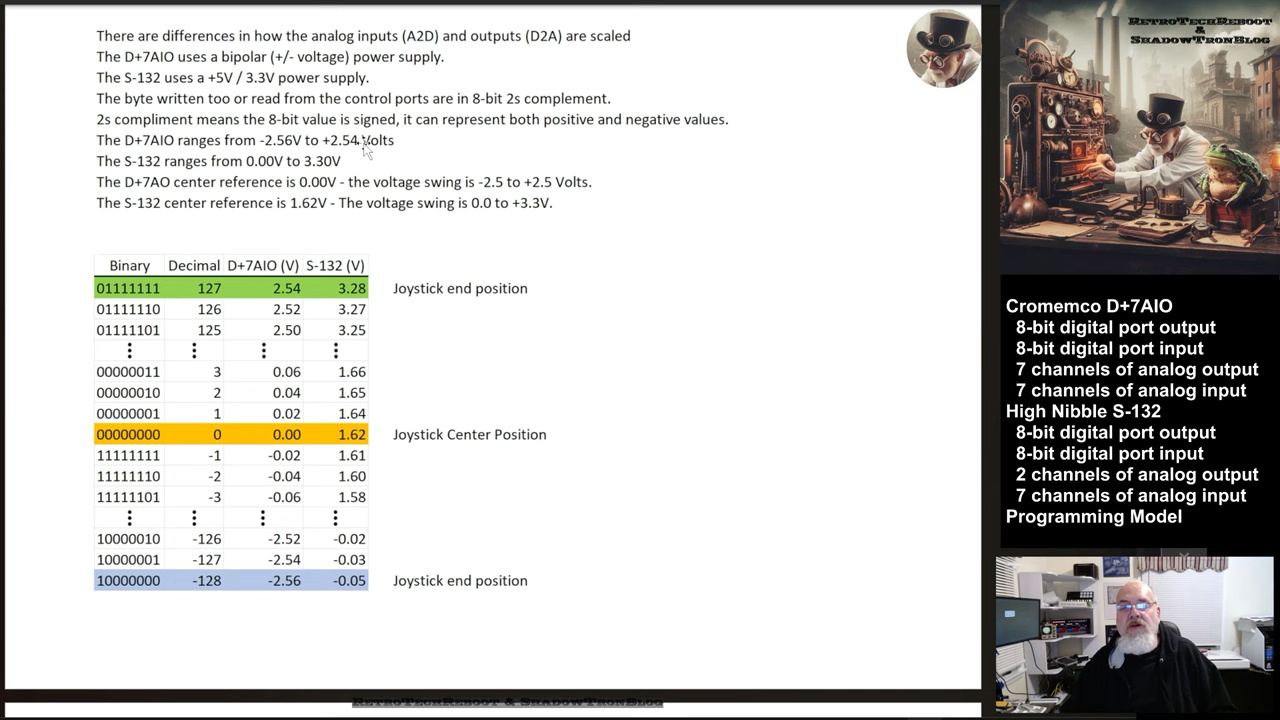 There are differences in how the analog inputs (A2D) and outputs (D2A) are scaled
The D+7AIO uses a bipolar (+/- voltage) power supply.
The S-132 uses a +5V / 3.3V power supply.
The byte written too or read from the control ports are in 8-bit 2s complement.
2s compliment means the 8-bit value is signed, it can represent both positive and negative values.
The D+7AIO ranges from -2.56V to +2.54 Volts
The S-132 ranges from 0.00V to 3.30V
The D+7AO center reference is 0.00V - the voltage swing is -2.5 to +2.5 Volts.
The S-132 center reference is 1.62V - The voltage swing is 0.0 to +3.3V.
Binary Decimal D+7AIO (V) S-132 (V)
01111111 127 2.54 3.28 Joystick end position
01111110 126 2.52 3.27
01111101 125 2.50 3.25
00000011 3 0.06 1.66
00000010 2 0.04 1.65
00000001 1 0.02 1.64
00000000 0 0.00 1.62 Joystick Center Position
11111111 -1 -0.02 1.61
11111110 -2 -0.04 1.60
11111101 -3 -0.06 1.58
10000010 -126 -2.52 -0.02
10000001 -127 -2.54 -0.03
10000000 -128 -2.56 -0.05 Joystick end position
RetroTechReboot
&
ShadowTronBlog
Cromemco D+7AIO
8-bit digital port output
8-bit digital port input
7 channels of analog output
7 channels of analog input
High Nibble S-132
8-bit digital port output
8-bit digital port input
2 channels of analog output
7 channels of analog input
Programming Model
RetroTechReboot & ShadowTronBlog